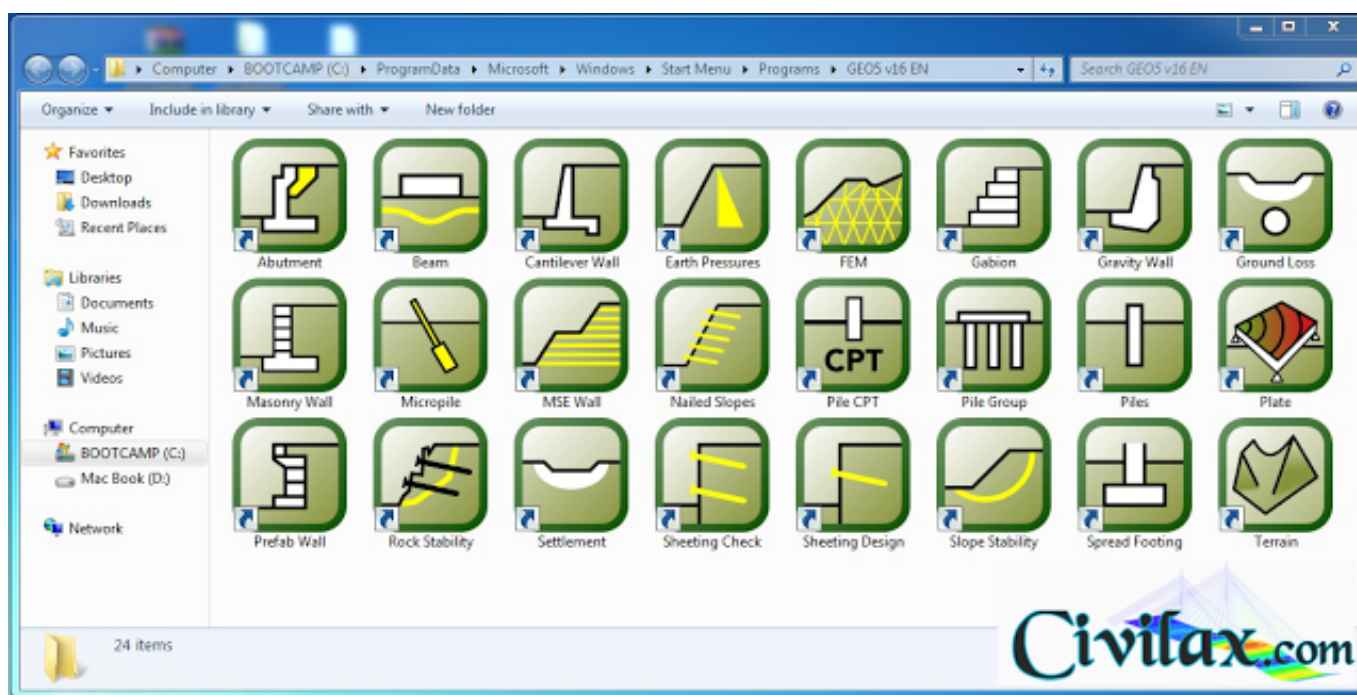 Computer ▸ BOOTCAMP (C:) ▸ ProgramData ▸ Microsoft ▸ Windows ▸ Start Menu ▸ Programs ▸ GEO5 v16 EN
Search GEO5 v16 EN
Organize Include in library Share with New folder
Favorites
Desktop
Downloads
Recent Places
Libraries
Documents
Music
Pictures
Videos
Computer
BOOTCAMP (C:)
Mac Book (D:)
Network
Abutment Beam Cantilever Wall Earth Pressures FEM Gabion Gravity Wall Ground Loss
CPT
Masonry Wall Micropile MSE Wall Nailed Slopes Pile CPT Pile Group Piles Plate
Prefab Wall Rock Stability Settlement Sheeting Check Sheeting Design Slope Stability Spread Footing Terrain
24 items
Civilax.com